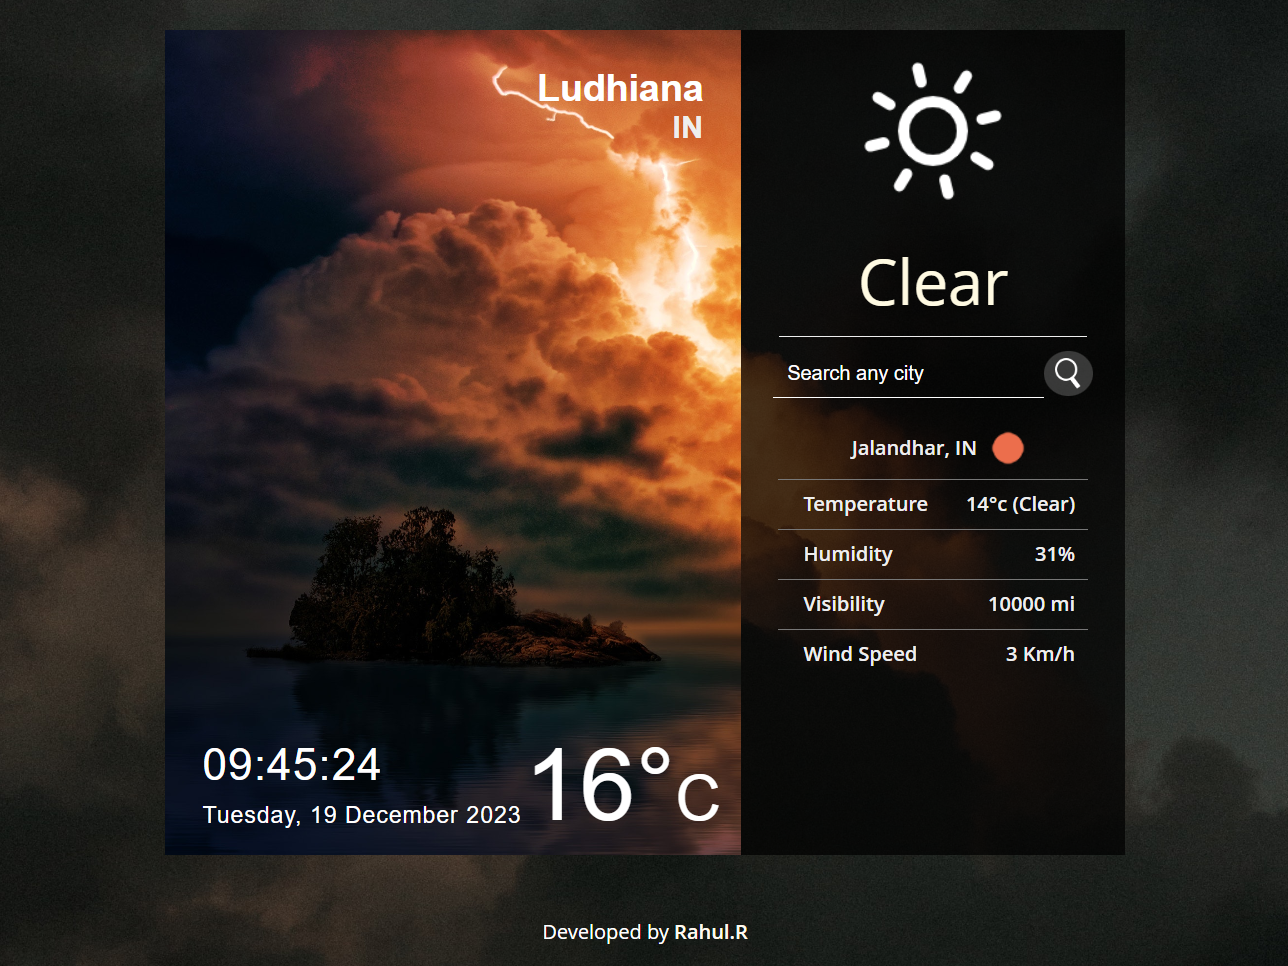 Ludhiana
IN
09:45:24
Tuesday, 19 December 2023
16°C
Clear
Search any city
Jalandhar, IN
Temperature 14°c (Clear)
Humidity 31%
Visibility 10000 mi
Wind Speed 3 Km/h
Developed by Rahul.R